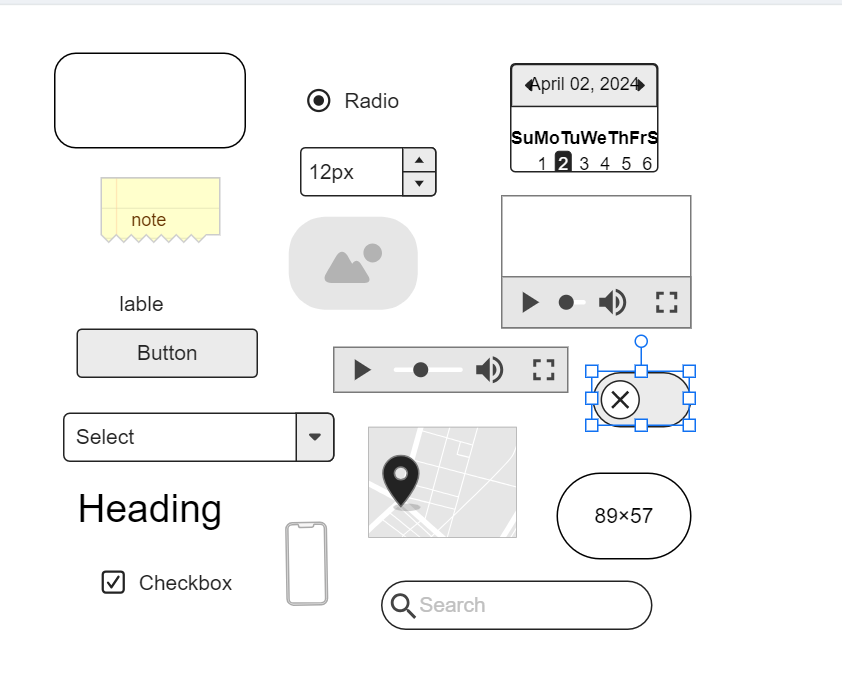 Radio
April 02, 2024
12px
SuMoTuWeThFrS
1 2 3 4 5 6
note
lable
Button
Select
Heading
89×57
Checkbox
Search